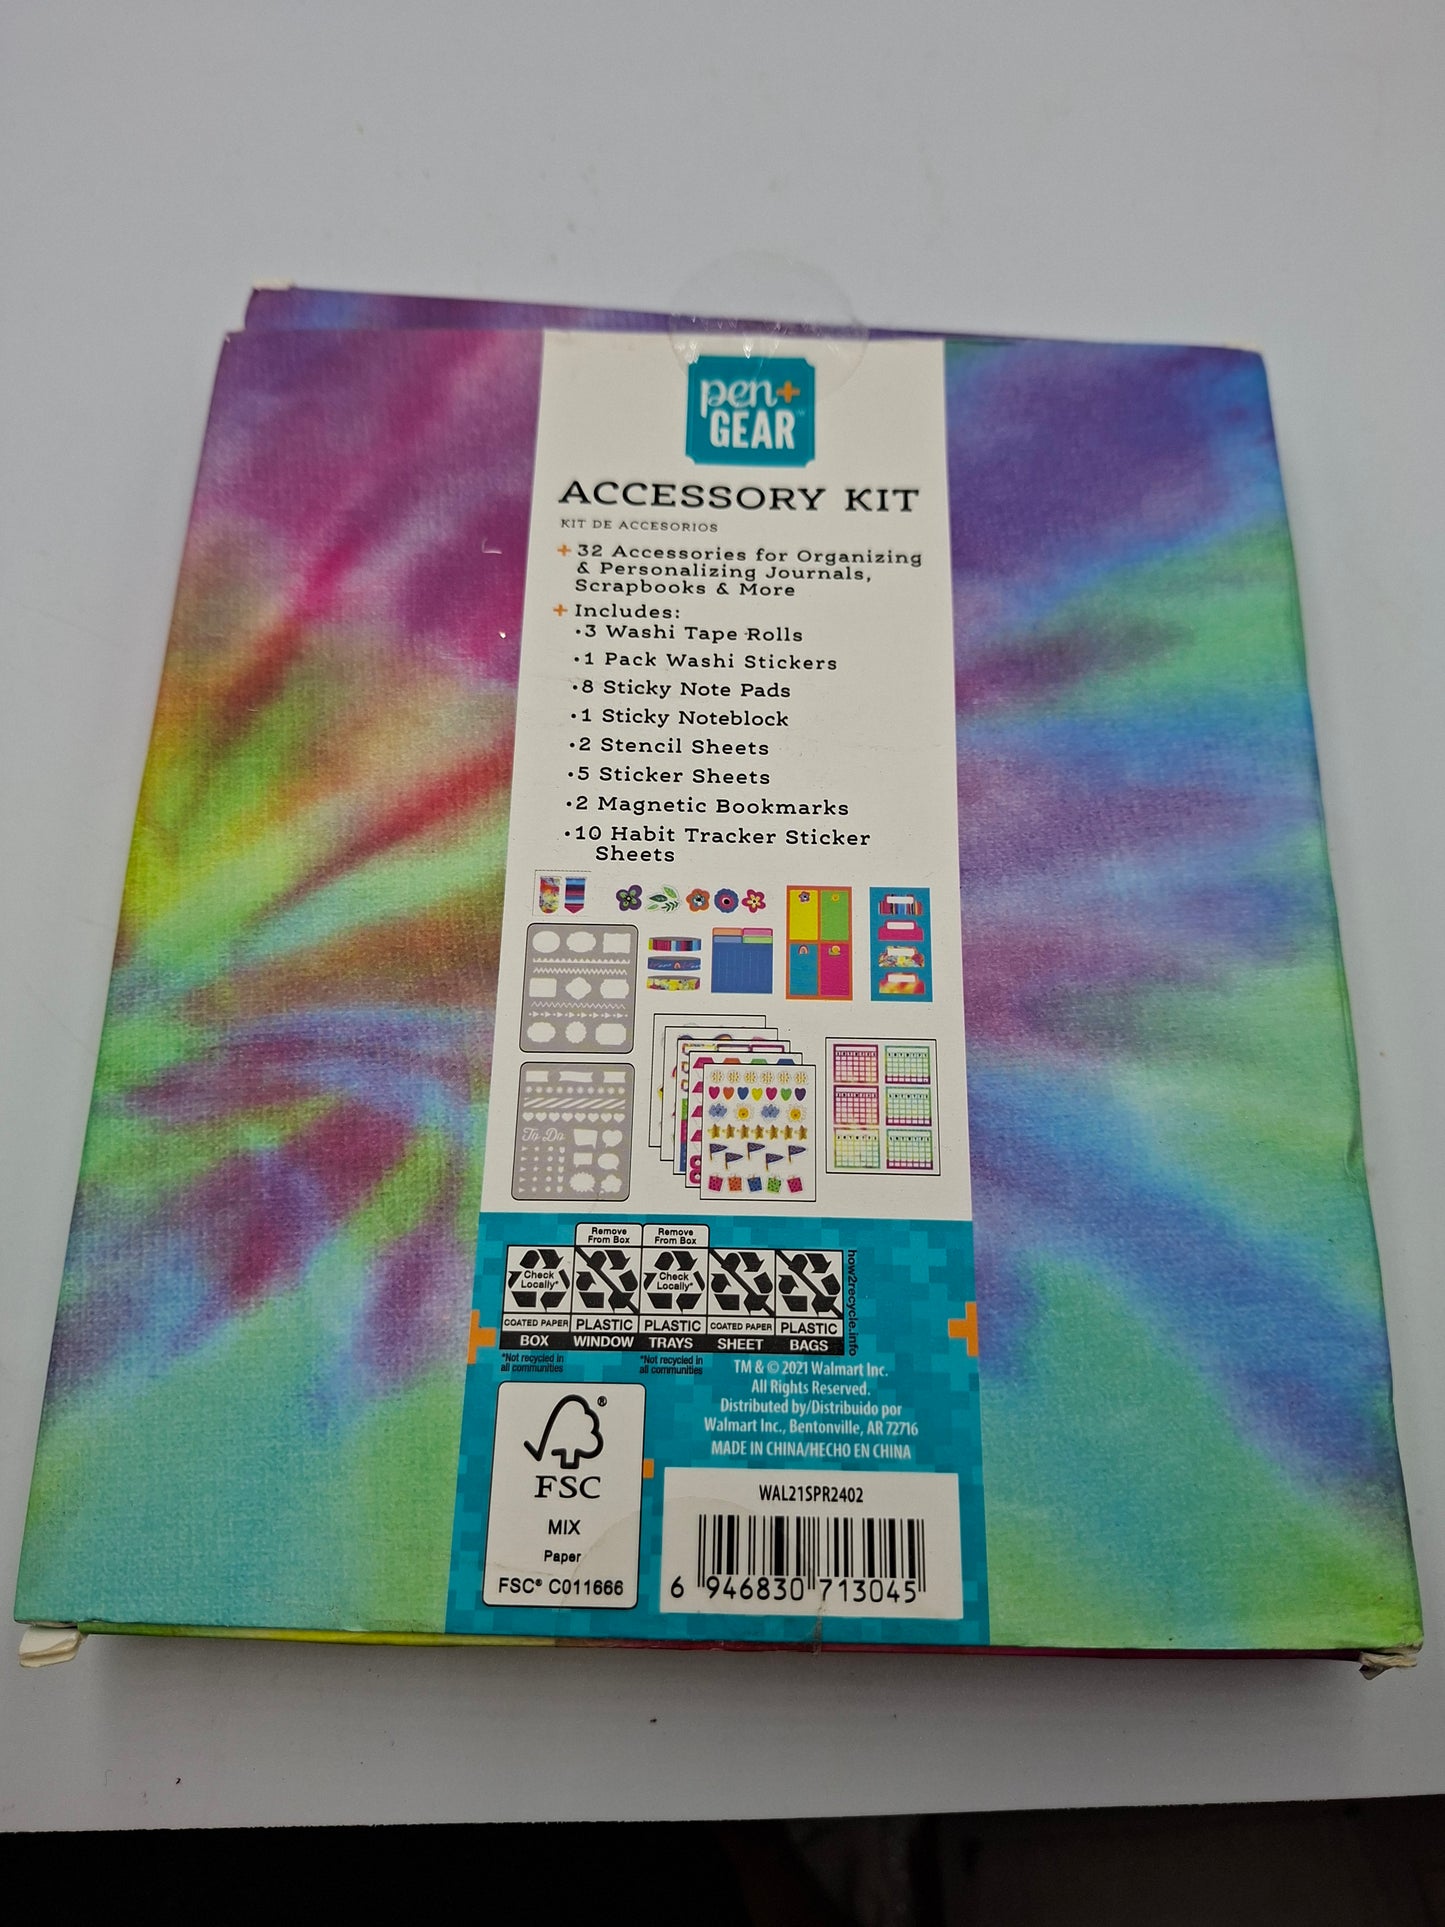 pen+
GEAR™
ACCESSORY KIT
KIT DE ACCESORIOS
+ 32 Accessories for Organizing
& Personalizing Journals,
Scrapbooks & More
+ Includes:
•3 Washi Tape Rolls
•1 Pack Washi Stickers
•8 Sticky Note Pads
•1 Sticky Noteblock
•2 Stencil Sheets
•5 Sticker Sheets
•2 Magnetic Bookmarks
•10 Habit Tracker Sticker
Sheets
To Do
Remove
From Box
Remove
From Box
Check
Locally*
Check
Locally*
COATED PAPER
BOX
PLASTIC
WINDOW
PLASTIC
TRAYS
COATED PAPER
SHEET
PLASTIC
BAGS
how2recycle.info
*Not recycled in
all communities
*Not recycled in
all communities
TM & © 2021 Walmart Inc.
All Rights Reserved.
Distributed by/Distribuido por
Walmart Inc., Bentonville, AR 72716
MADE IN CHINA/HECHO EN CHINA
®
FSC
MIX
Paper
FSC® C011666
WAL21SPR2402
6 946830 713045